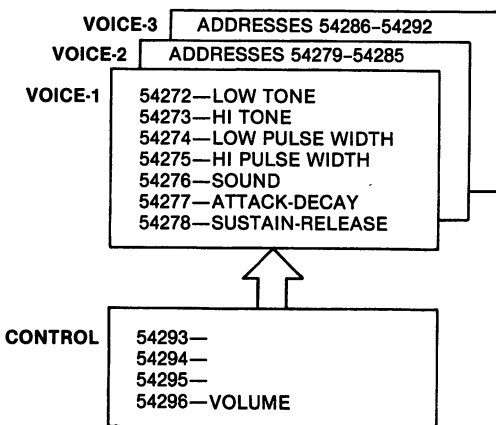 VOICE-3 ADDRESSES 54286–54292
VOICE-2 ADDRESSES 54279–54285
VOICE-1
54272—LOW TONE
54273—HI TONE
54274—LOW PULSE WIDTH
54275—HI PULSE WIDTH
54276—SOUND
54277—ATTACK-DECAY
54278—SUSTAIN-RELEASE
CONTROL
54293—
54294—
54295—
54296—VOLUME